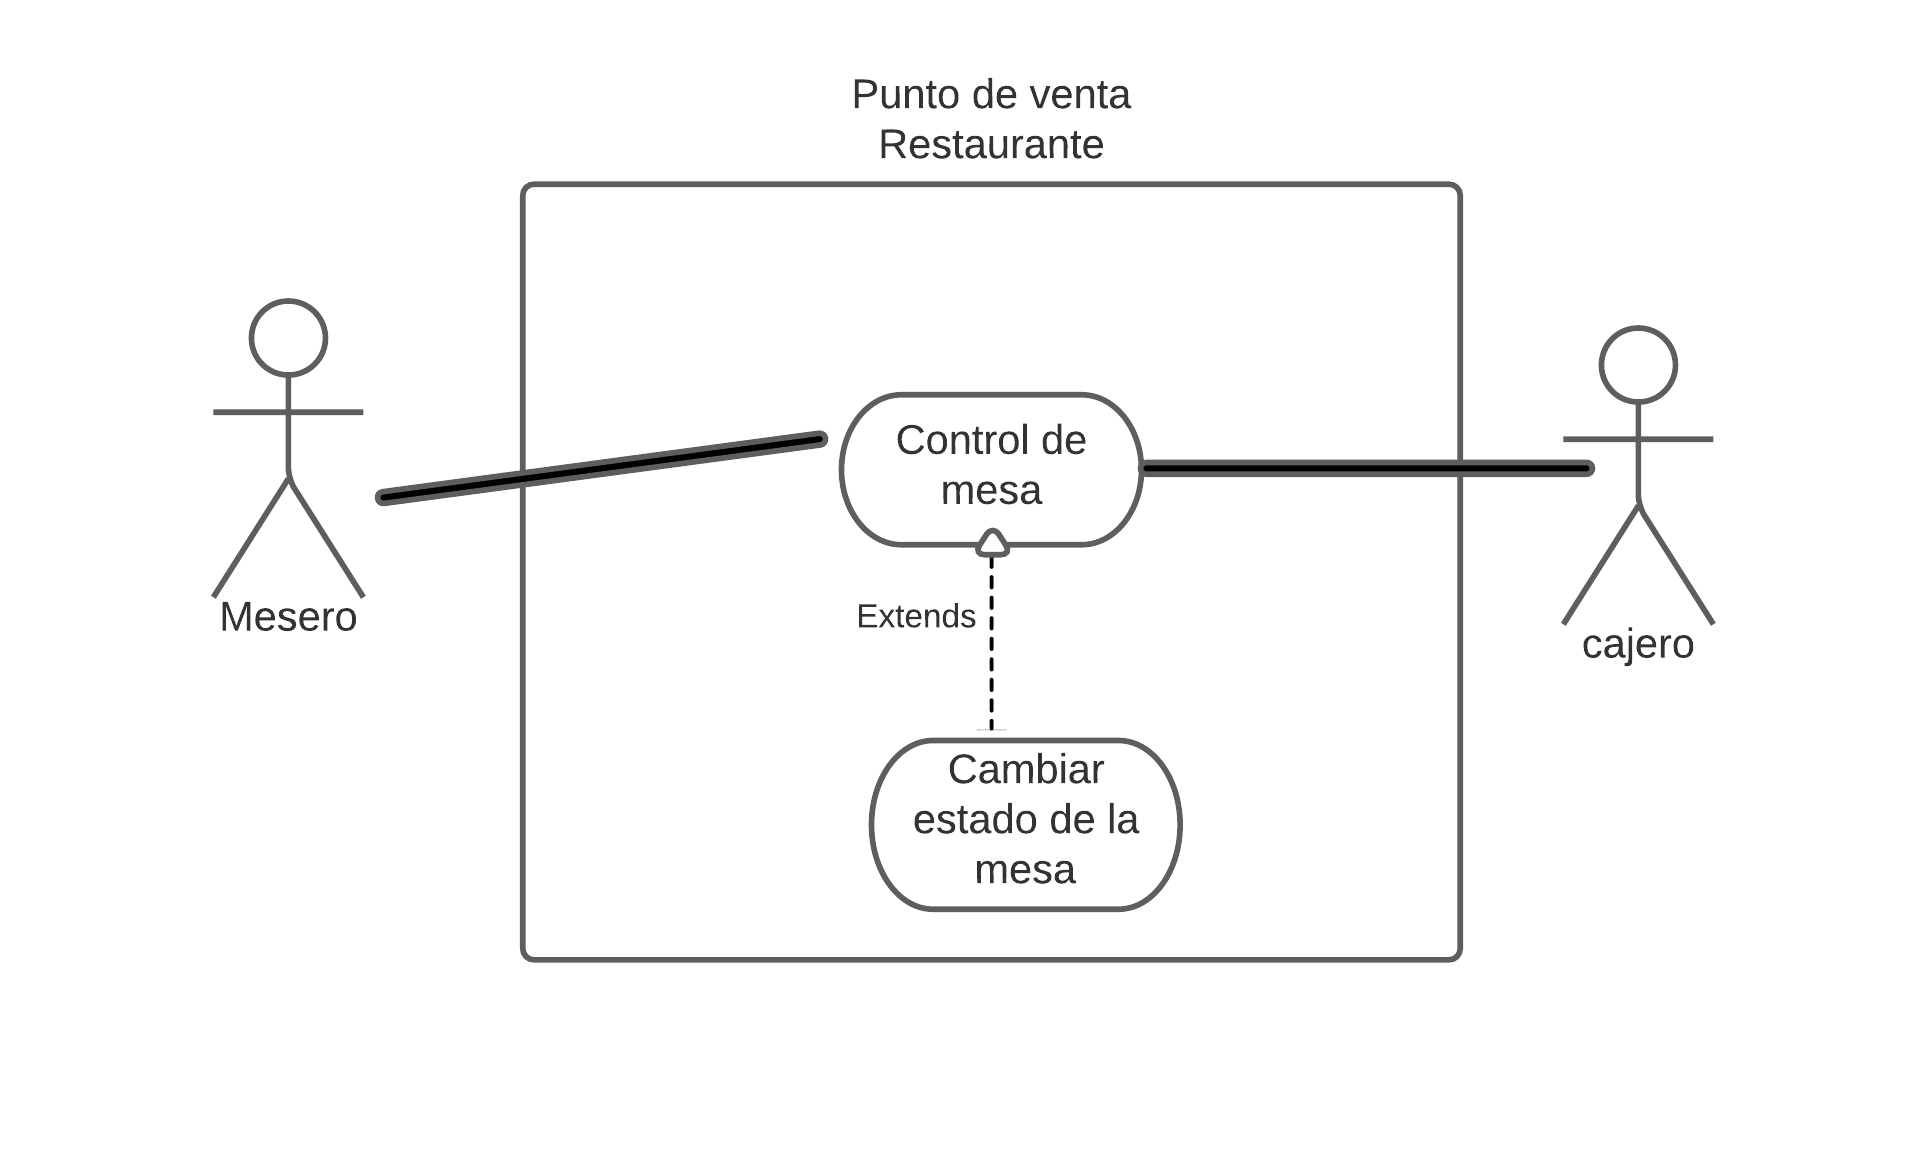 Punto de venta
Restaurante
Control de
mesa
Extends
Mesero
cajero
Cambiar
estado de la
mesa